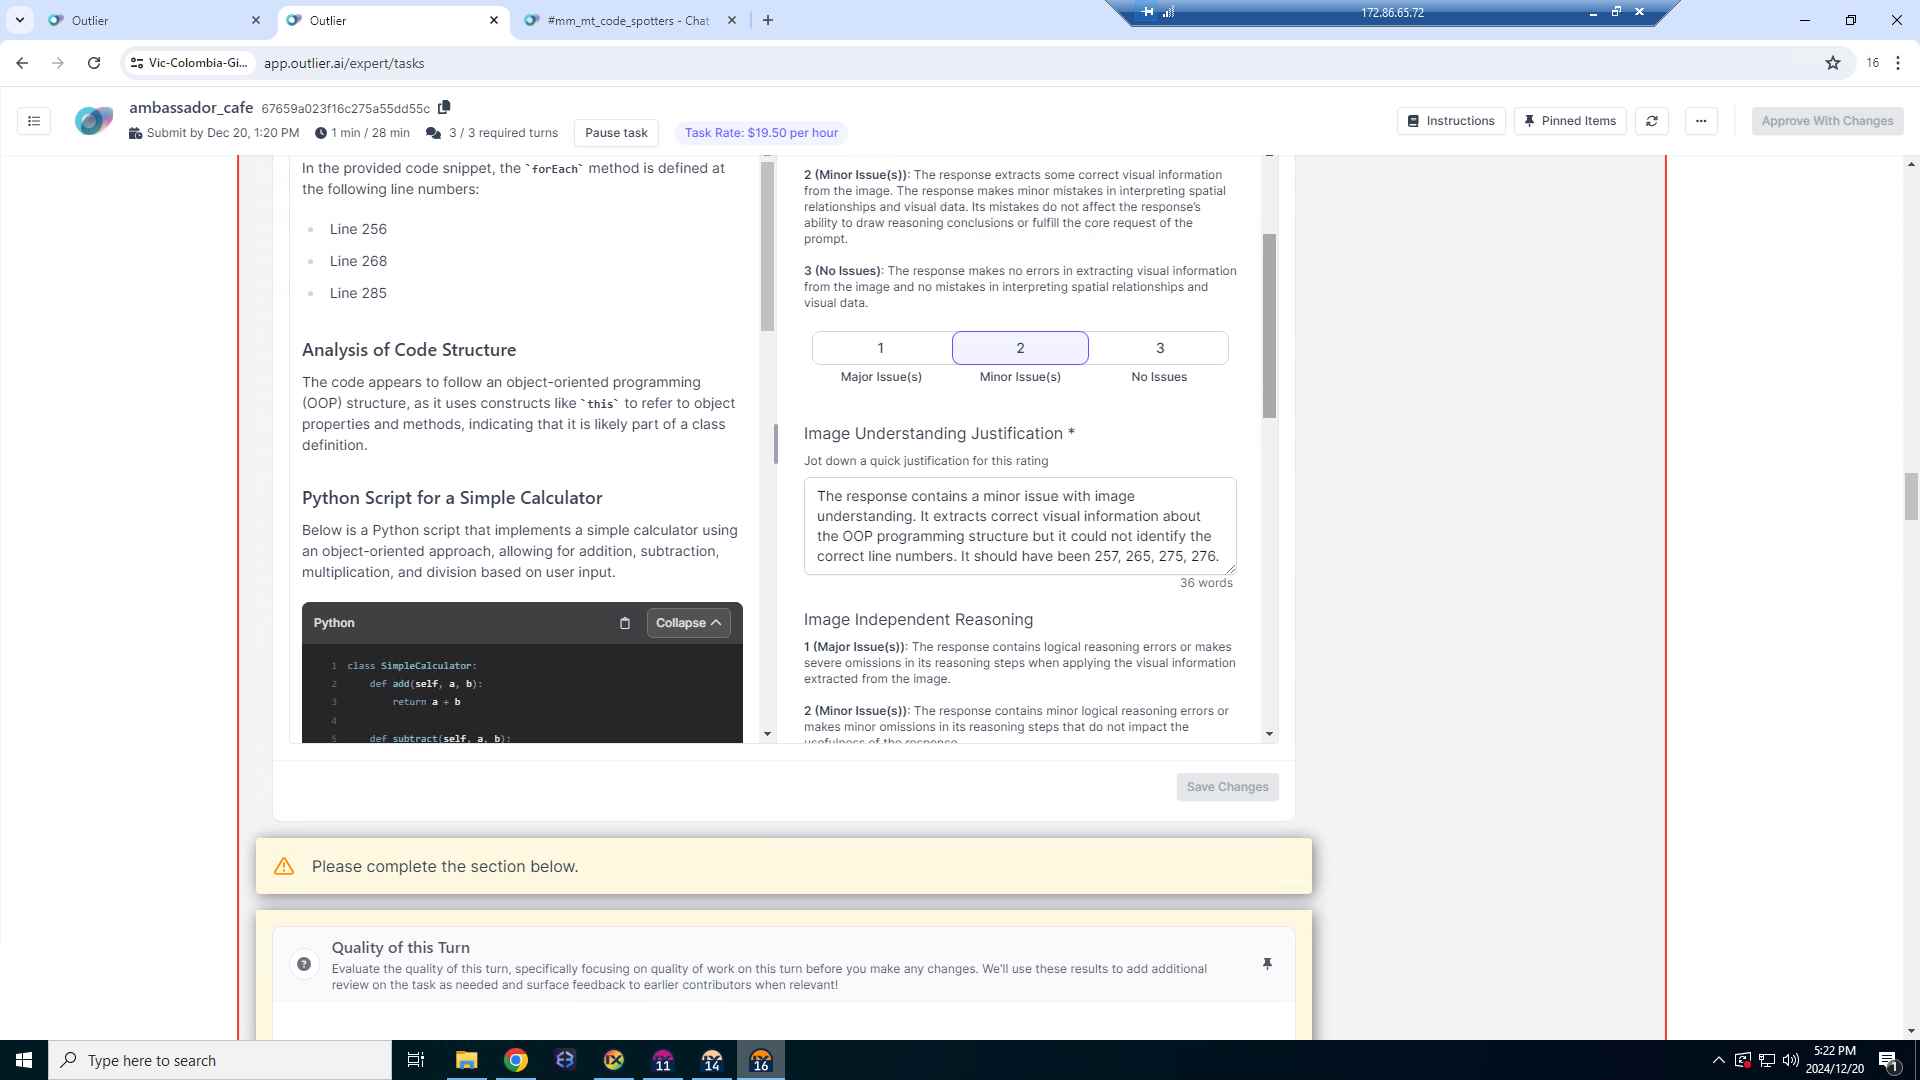 Outlier
Outlier
#mm_mt_code_spotters - Chat
172.86.65.72
Vic-Colombia-Gi...
app.outlier.ai/expert/tasks
16
ambassador_cafe 67659a023f16c275a55dd55c
Submit by Dec 20, 1:20 PM
1 min / 28 min
3 / 3 required turns
Pause task
Task Rate: $19.50 per hour
Instructions
Pinned Items
Approve With Changes
In the provided code snippet, the `forEach` method is defined at
the following line numbers:
Line 256
Line 268
Line 285
Analysis of Code Structure
The code appears to follow an object-oriented programming
(OOP) structure, as it uses constructs like `this` to refer to object
properties and methods, indicating that it is likely part of a class
definition.
Python Script for a Simple Calculator
Below is a Python script that implements a simple calculator using
an object-oriented approach, allowing for addition, subtraction,
multiplication, and division based on user input.
Python
Collapse
1 class SimpleCalculator:
2 def add(self, a, b):
3 return a + b
4
5 def subtract(self, a, b):
2 (Minor Issue(s)): The response extracts some correct visual information
from the image. The response makes minor mistakes in interpreting spatial
relationships and visual data. Its mistakes do not affect the response's
ability to draw reasoning conclusions or fulfill the core request of the
prompt.
3 (No Issues): The response makes no errors in extracting visual information
from the image and no mistakes in interpreting spatial relationships and
visual data.
1 2 3
Major Issue(s) Minor Issue(s) No Issues
Image Understanding Justification *
Jot down a quick justification for this rating
The response contains a minor issue with image
understanding. It extracts correct visual information about
the OOP programming structure but it could not identify the
correct line numbers. It should have been 257, 265, 275, 276.
36 words
Image Independent Reasoning
1 (Major Issue(s)): The response contains logical reasoning errors or makes
severe omissions in its reasoning steps when applying the visual information
extracted from the image.
2 (Minor Issue(s)): The response contains minor logical reasoning errors or
makes minor omissions in its reasoning steps that do not impact the
usefulness of the response.
Save Changes
Please complete the section below.
Quality of this Turn
Evaluate the quality of this turn, specifically focusing on quality of work on this turn before you make any changes. We'll use these results to add additional
review on the task as needed and surface feedback to earlier contributors when relevant!
Type here to search
11
14
16
5:22 PM
2024/12/20
1